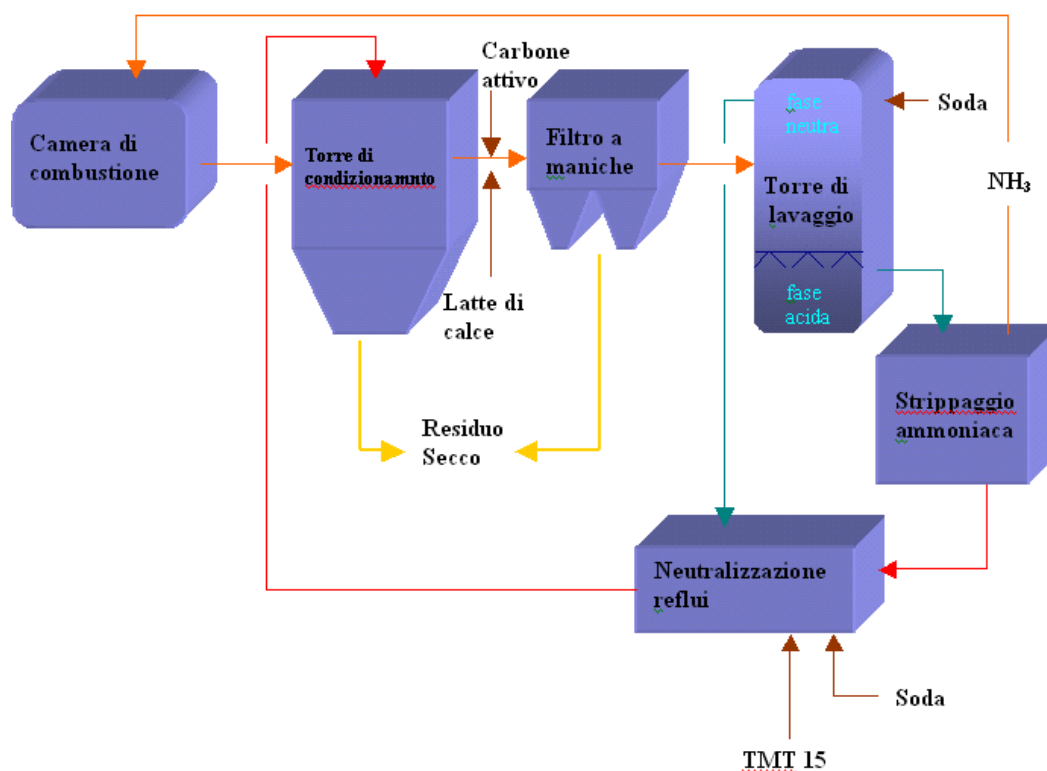 Camera di
combustione
Torre di
condizionamnto
Carbone
attivo
Latte di
calce
Filtro a
maniche
fase
neutra
Torre di
lavaggio
fase
acida
Soda
NH₃
Strippaggio
ammoniaca
Residuo
Secco
Neutralizzazione
reflui
Soda
TMT 15